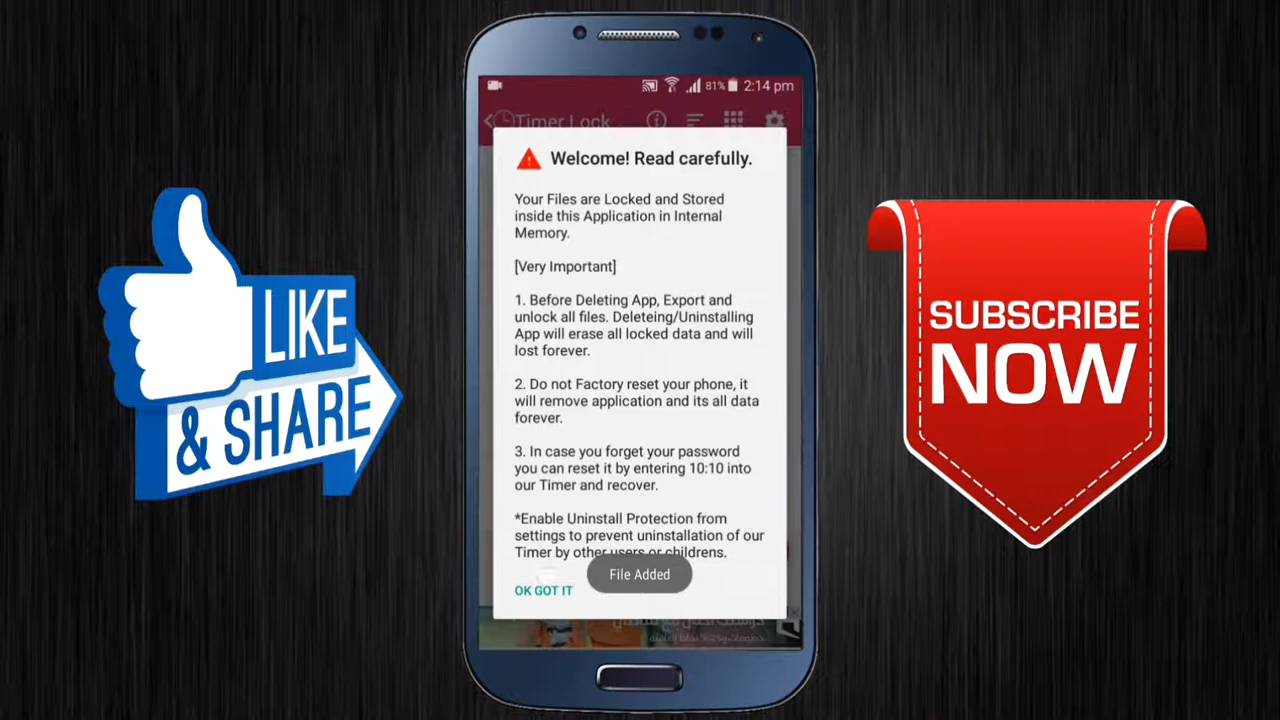 81% 2:14 pm
Timer Lock
Welcome! Read carefully.
Your Files are Locked and Stored
inside this Application in Internal
Memory.
[Very Important]
1. Before Deleting App, Export and
unlock all files. Deleteing/Uninstalling
App will erase all locked data and will
lost forever.
2. Do not Factory reset your phone, it
will remove application and its all data
forever.
3. In case you forget your password
you can reset it by entering 10:10 into
our Timer and recover.
*Enable Uninstall Protection from
settings to prevent uninstallation of our
Timer by other users or childrens.
File Added
OK GOT IT
LIKE
& SHARE
SUBSCRIBE
NOW